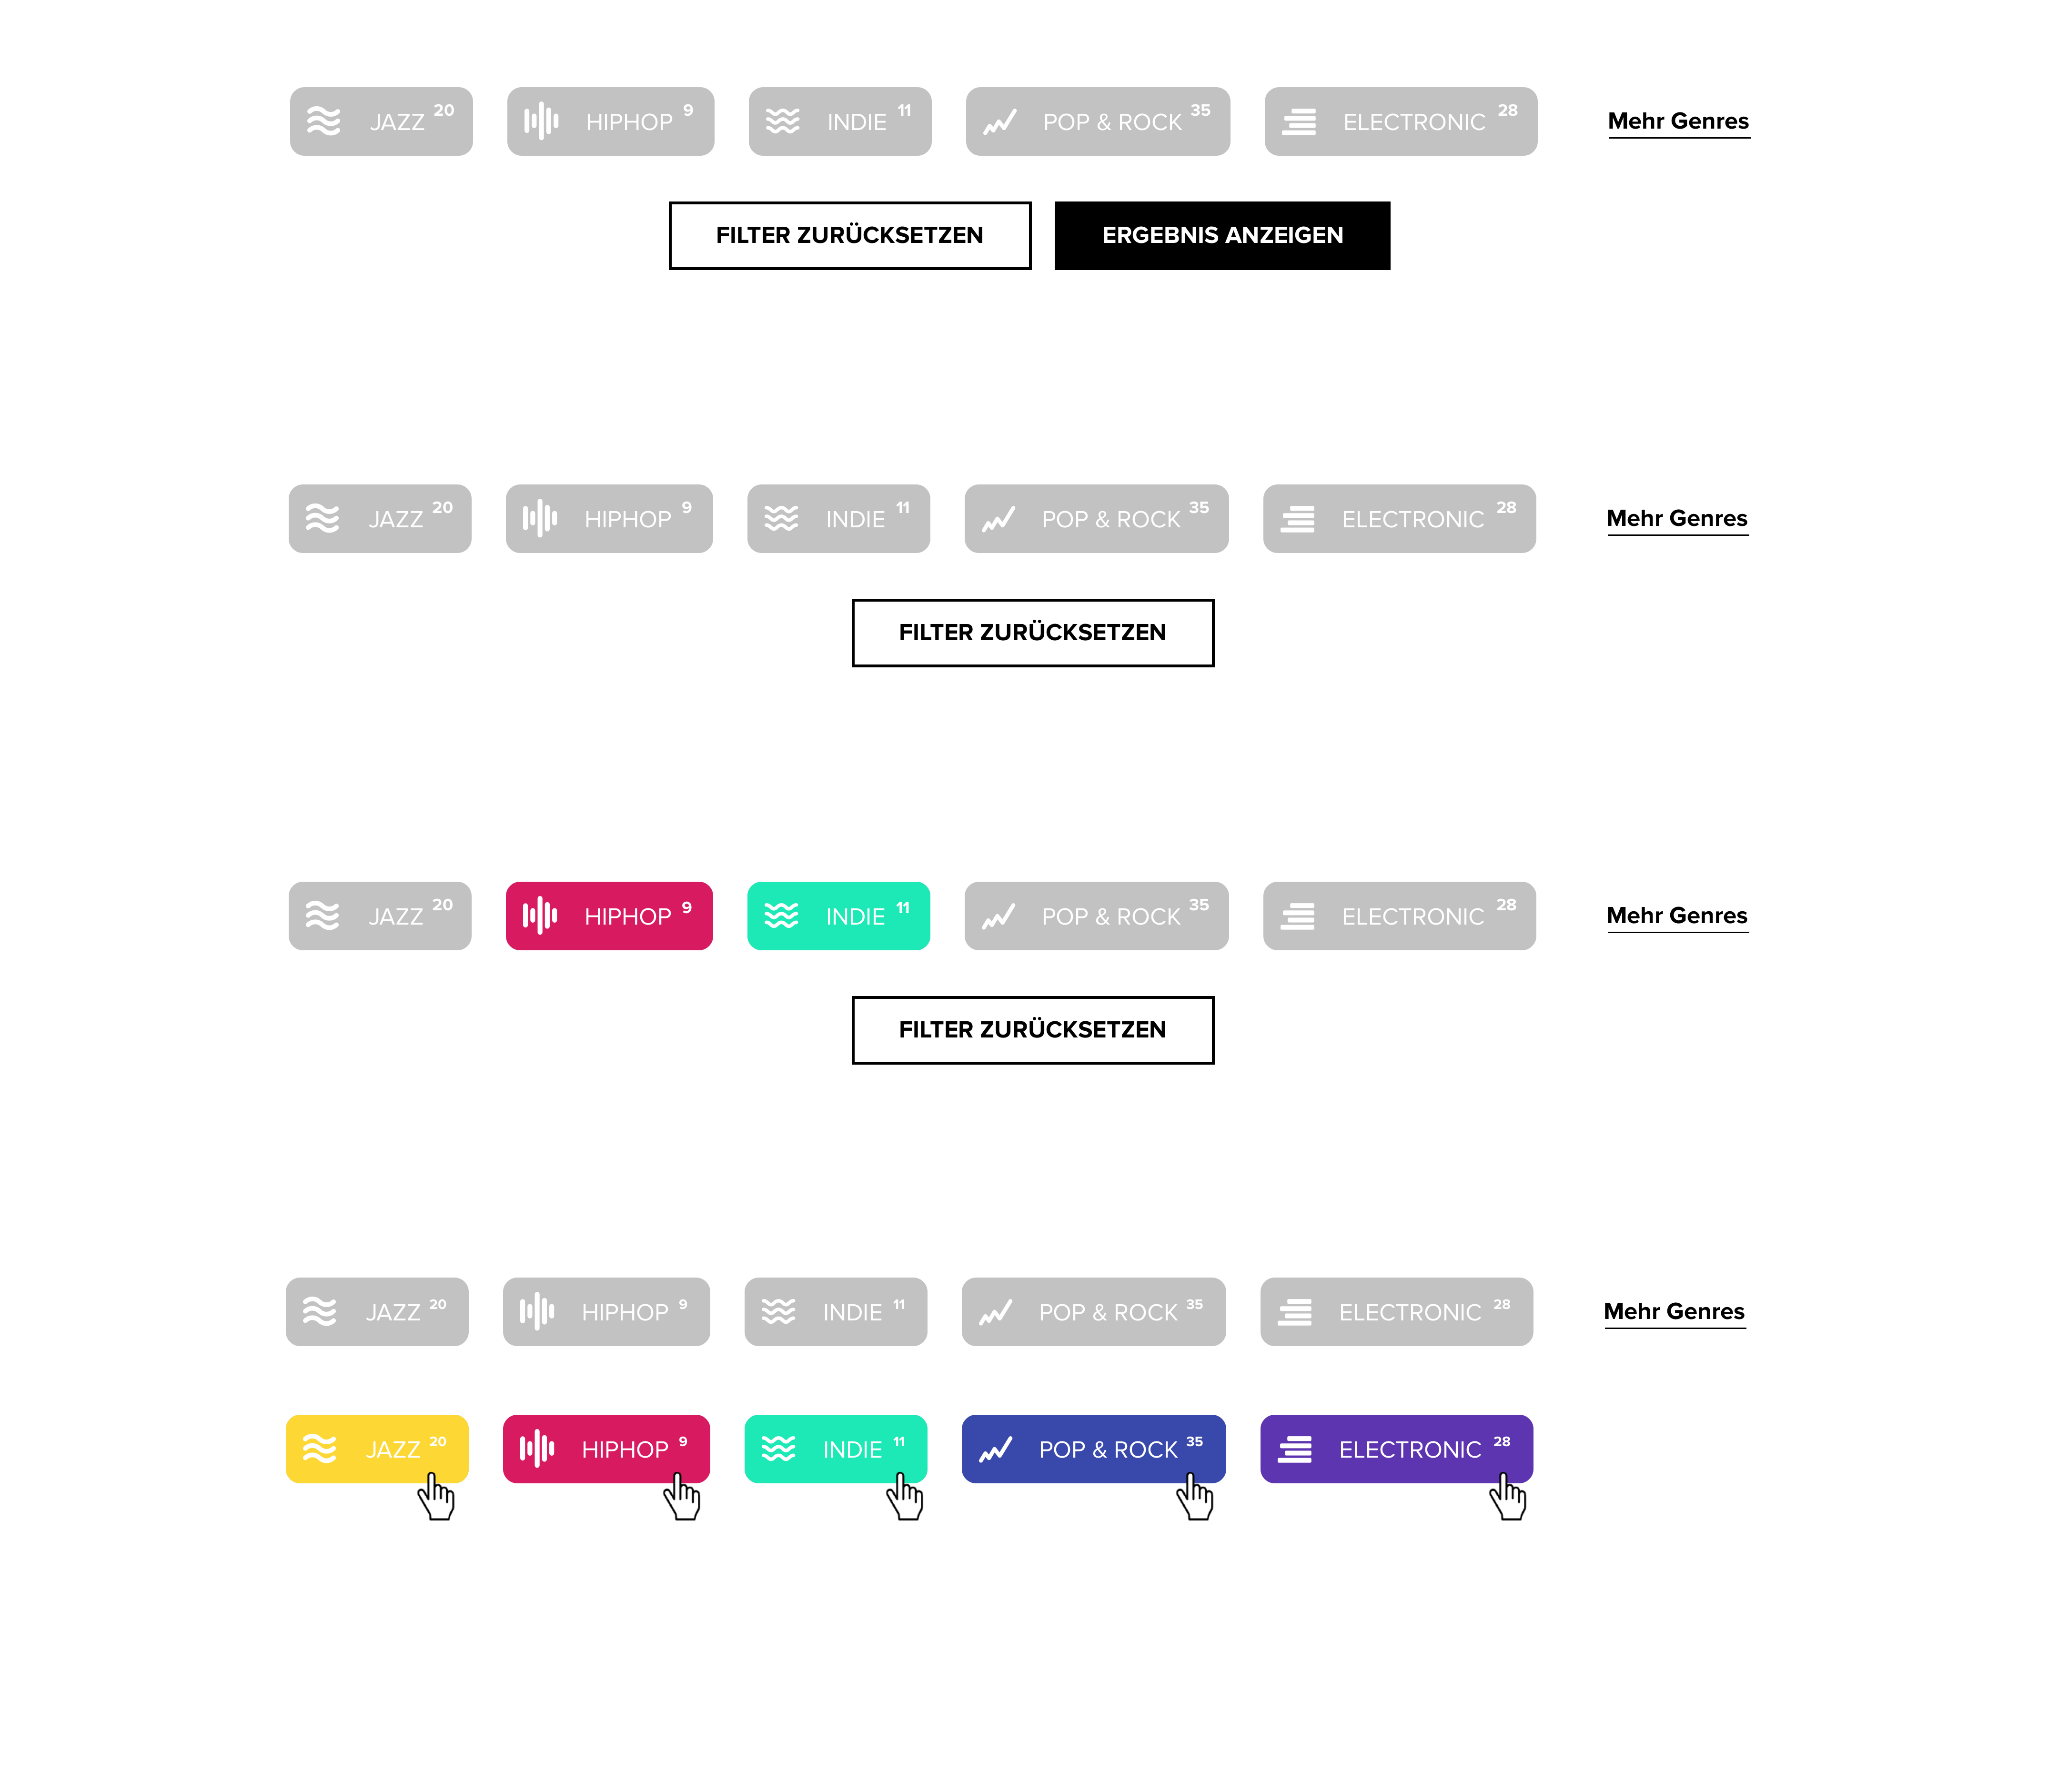 JAZZ 20 HIPHOP 9 INDIE 11 POP & ROCK 35 ELECTRONIC 28 Mehr Genres
FILTER ZURÜCKSETZEN ERGEBNIS ANZEIGEN
JAZZ 20 HIPHOP 9 INDIE 11 POP & ROCK 35 ELECTRONIC 28 Mehr Genres
FILTER ZURÜCKSETZEN
JAZZ 20 HIPHOP 9 INDIE 11 POP & ROCK 35 ELECTRONIC 28 Mehr Genres
FILTER ZURÜCKSETZEN
JAZZ 20 HIPHOP 9 INDIE 11 POP & ROCK 35 ELECTRONIC 28 Mehr Genres
JAZZ 20 HIPHOP 9 INDIE 11 POP & ROCK 35 ELECTRONIC 28